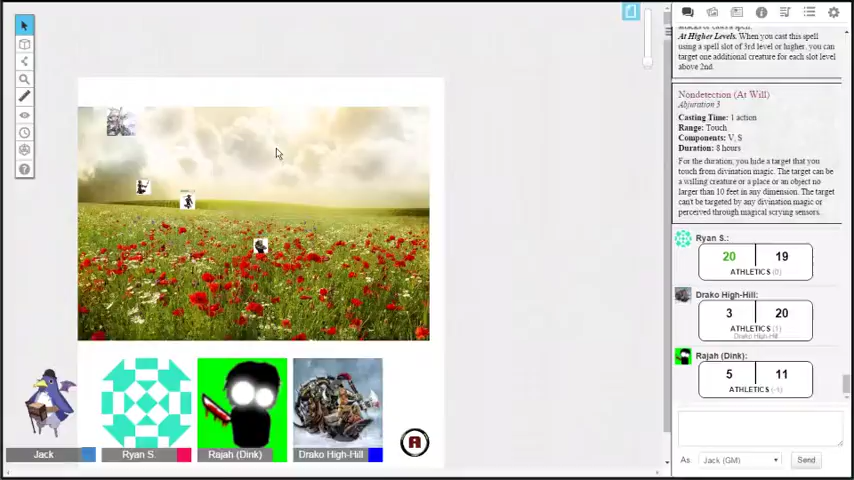 At Higher Levels. When you cast this spell
using a spell slot of 3rd level or higher, you can
target one additional creature for each slot level
above 2nd.
Nondetection (At Will)
Abjuration 3
Casting Time: 1 action
Range: Touch
Components: V, S
Duration: 8 hours
For the duration, you hide a target that you
touch from divination magic. The target can be
a willing creature or a place or an object no
larger than 10 feet in any dimension. The target
can't be targeted by any divination magic or
perceived through magical scrying sensors.
Ryan S.:
20 19
ATHLETICS (0)
Drako High-Hill:
3 20
ATHLETICS (1)
Drako High-Hill
Rajah (Dink):
5 11
ATHLETICS (-1)
A
Jack
Ryan S.
Rajah (Dink)
Drako High-Hill
As: Jack (GM) Send